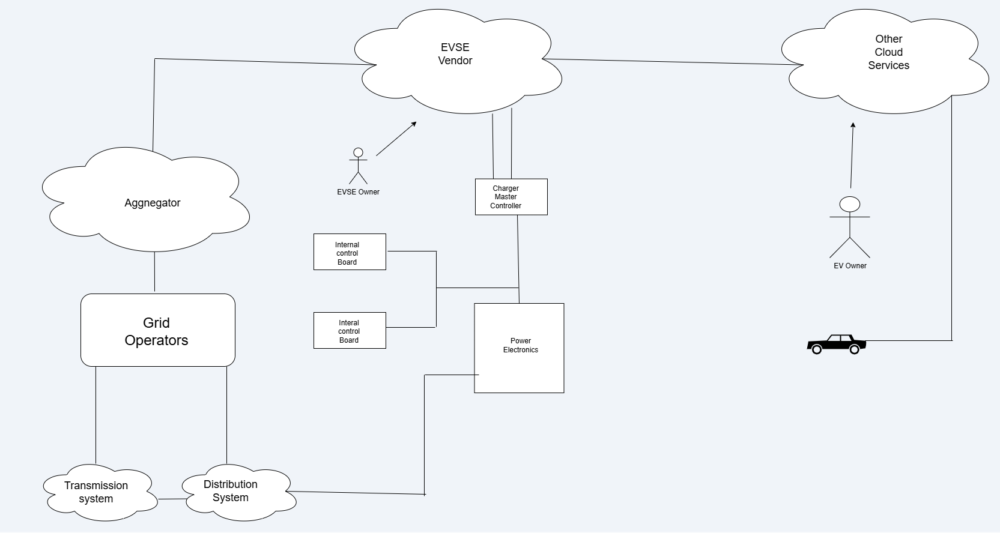 EVSE
Vendor
Other
Cloud
Services
EVSE Owner
Charger
Master
Controller
Aggnegator
Internal
control
Board
EV Owner
Grid
Operators
Interal
control
Board
Power
Electronics
Transmission
system
Distribution
System